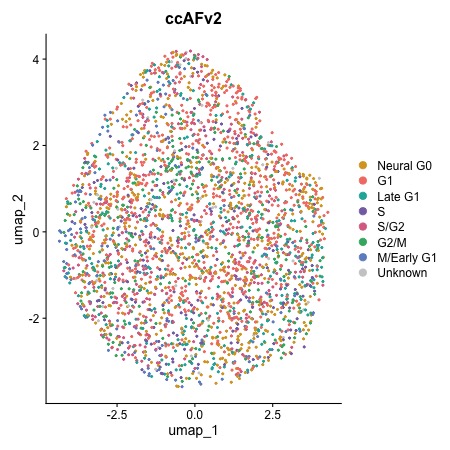 ccAFv2
4
2
0
-2
umap_2
-2.5
0.0
2.5
umap_1
Neural G0
G1
Late G1
S
S/G2
G2/M
M/Early G1
Unknown